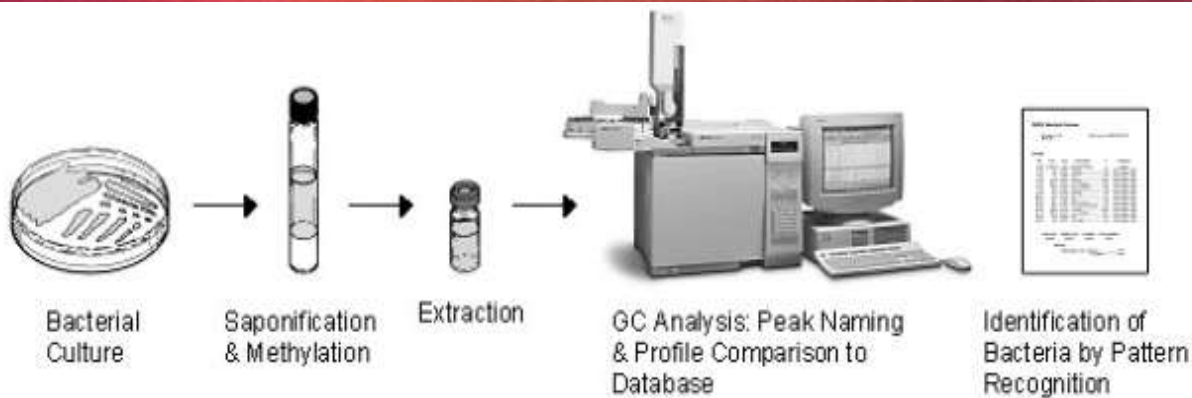 Bacterial
Culture
Saponification
& Methylation
Extraction
GC Analysis: Peak Naming
& Profile Comparison to
Database
Identification of
Bacteria by Pattern
Recognition